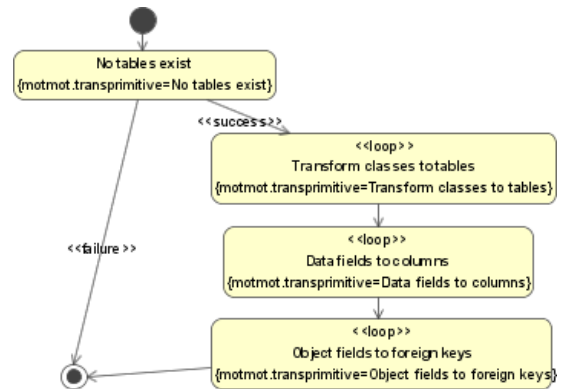 No tables exist
{motmot.transprimitive=No tables exist}
<<success>>
<<loop>>
Transform classes to tables
{motmot.transprimitive=Transform classes to tables}
<<failure>>
<<loop>>
Data fields to columns
{motmot.transprimitive=Data fields to columns}
<<loop>>
Object fields to foreign keys
{motmot.transprimitive=Object fields to foreign keys}